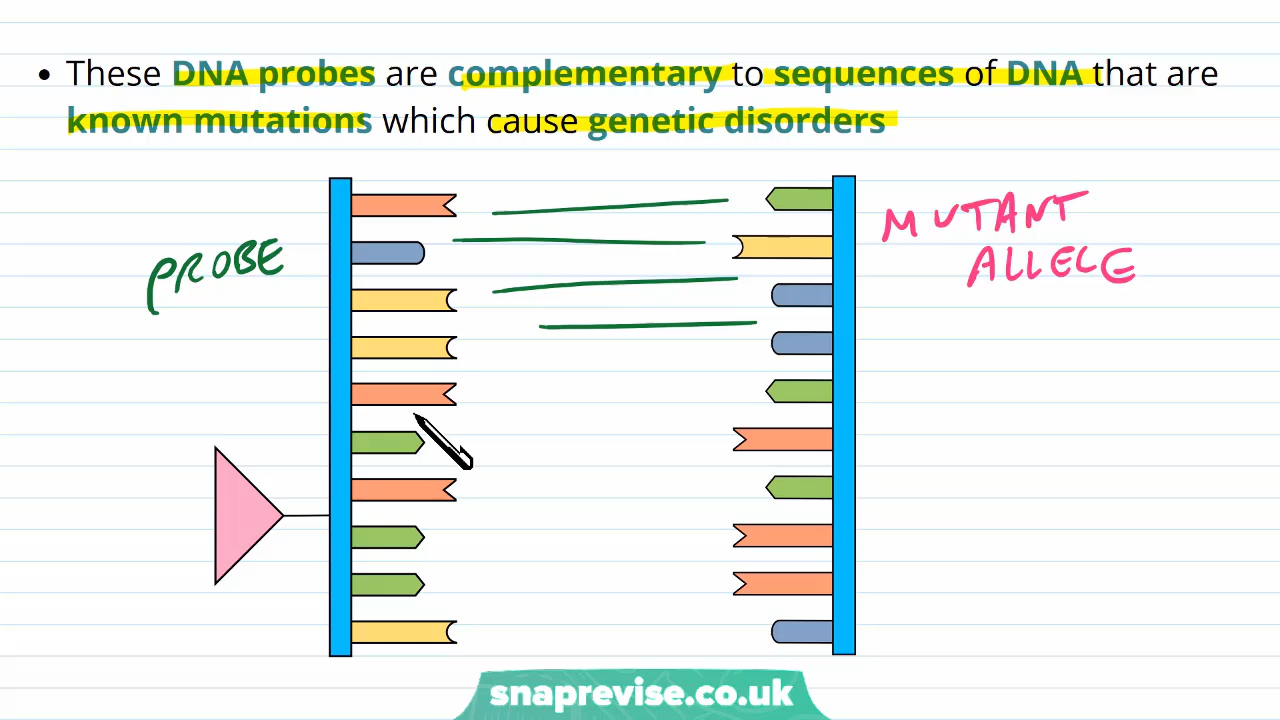 • These DNA probes are complementary to sequences of DNA that are
known mutations which cause genetic disorders
PROBE
MUTANT
ALLELE
snaprevise.co.uk